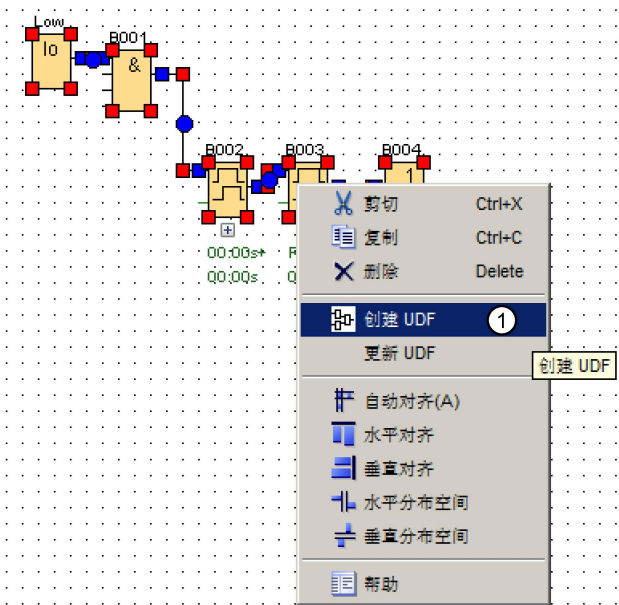 Low
lo
B001
&
B002
B003
B004
1
00:03s+
00:00s
剪切 Ctrl+X
复制 Ctrl+C
删除 Delete
创建 UDF 1
更新 UDF
创建 UDF
自动对齐(A)
水平对齐
垂直对齐
水平分布空间
垂直分布空间
帮助